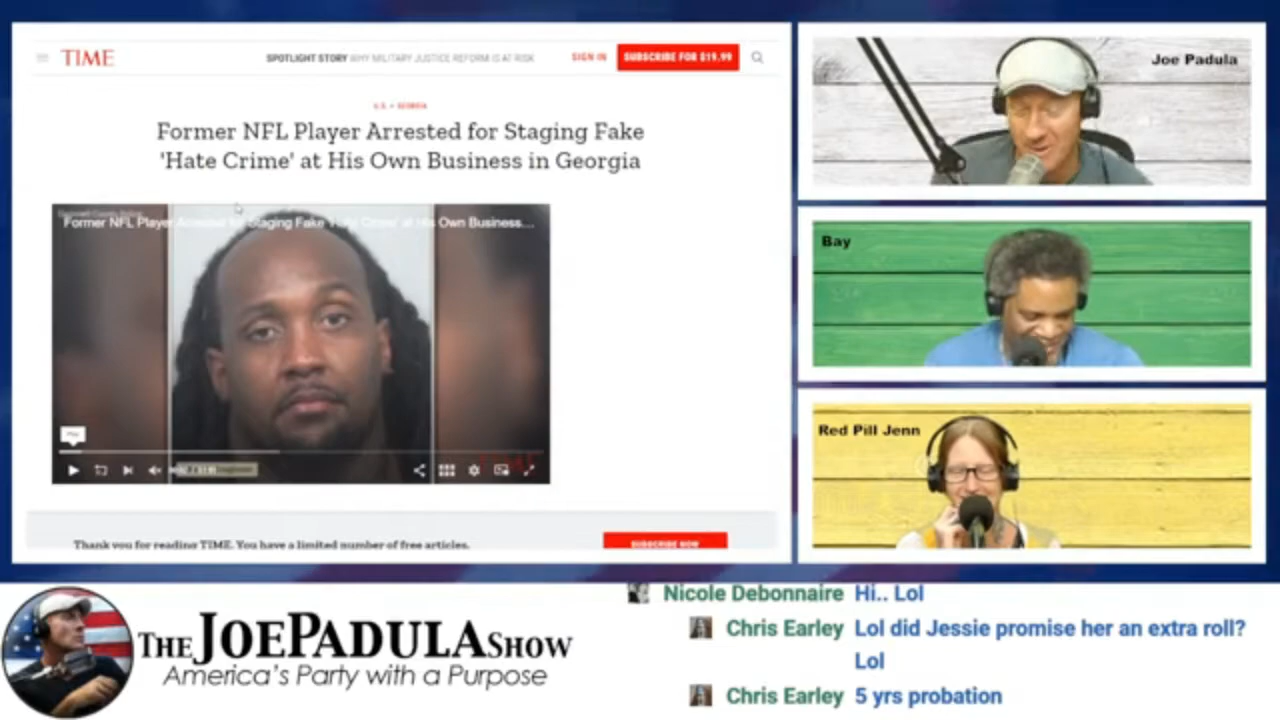 TIME
SPOTLIGHT STORY WHY MILITARY JUSTICE REFORM IS AT RISK
SIGN IN
SUBSCRIBE FOR $19.99
U.S. • GEORGIA
Former NFL Player Arrested for Staging Fake
'Hate Crime' at His Own Business in Georgia
Former NFL Player Arrested for Staging Fake 'Hate Crime' at His Own Business...
Play
TIME
Thank you for reading TIME. You have a limited number of free articles.
SUBSCRIBE NOW
Joe Padula
Bay
Red Pill Jenn
THE JOEPADULA SHOW
America's Party with a Purpose
Nicole Debonnaire Hi.. Lol
Chris Earley Lol did Jessie promise her an extra roll?
Lol
Chris Earley 5 yrs probation